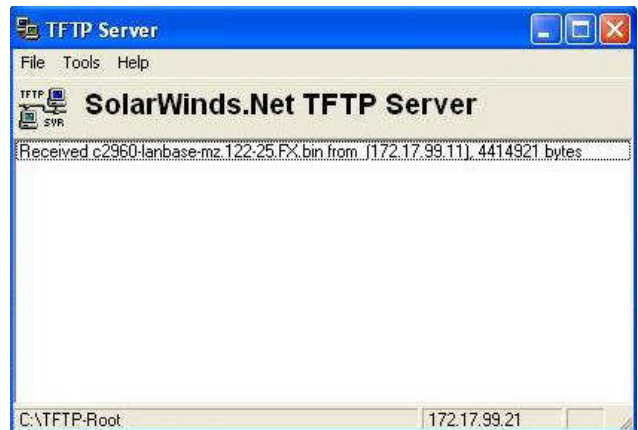 TFTP Server
File Tools Help
TFTP
SVR
SolarWinds.Net TFTP Server
Received c2960-lanbase-mz.122-25.FX.bin from (172.17.99.11), 4414921 bytes
C:\TFTP-Root 172.17.99.21